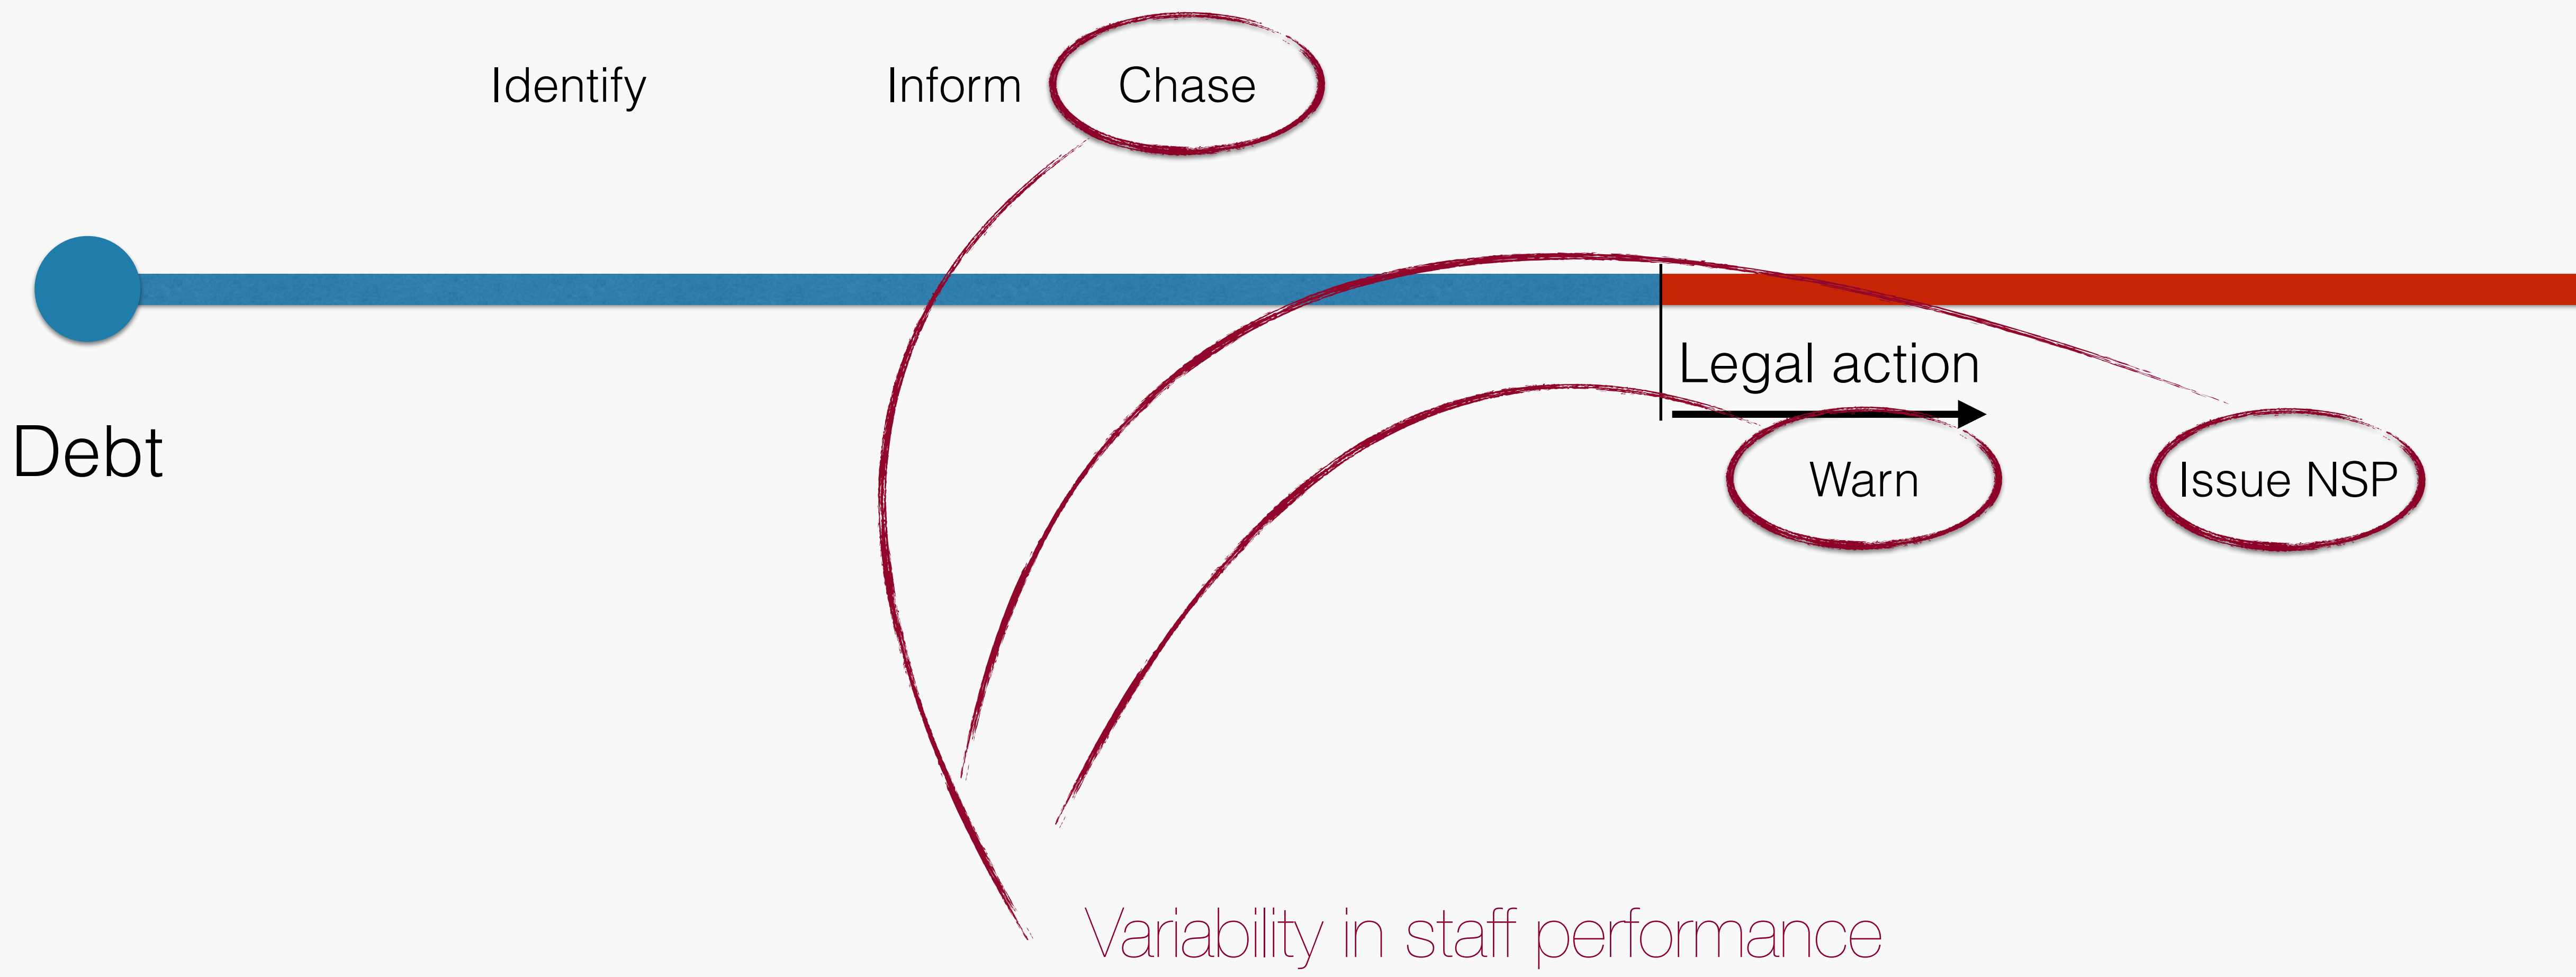 Identify
Inform
Chase
Legal action
Debt
Warn
Issue NSP
Variability in staff performance